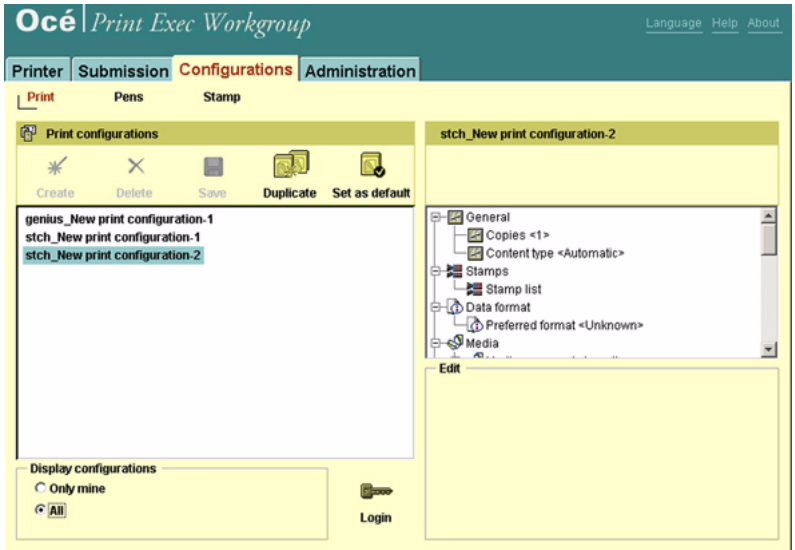 Océ Print Exec Workgroup
Language Help About
Printer Submission Configurations Administration
Print Pens Stamp
Print configurations
Create Delete Save Duplicate Set as default
genius_New print configuration-1
stch_New print configuration-1
stch_New print configuration-2
Display configurations
Only mine
All
Login
stch_New print configuration-2
General
Copies <1>
Content type <Automatic>
Stamps
Stamp list
Data format
Preferred format <Unknown>
Media
Edit